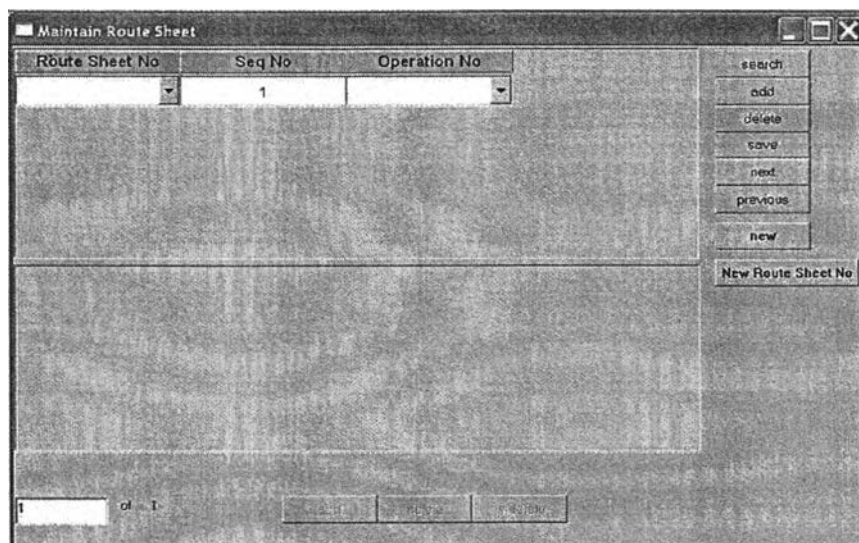 Maintain Route Sheet
Route Sheet No Seq No Operation No
1
search
add
delete
save
next
previous
new
New Route Sheet No
1 of 1